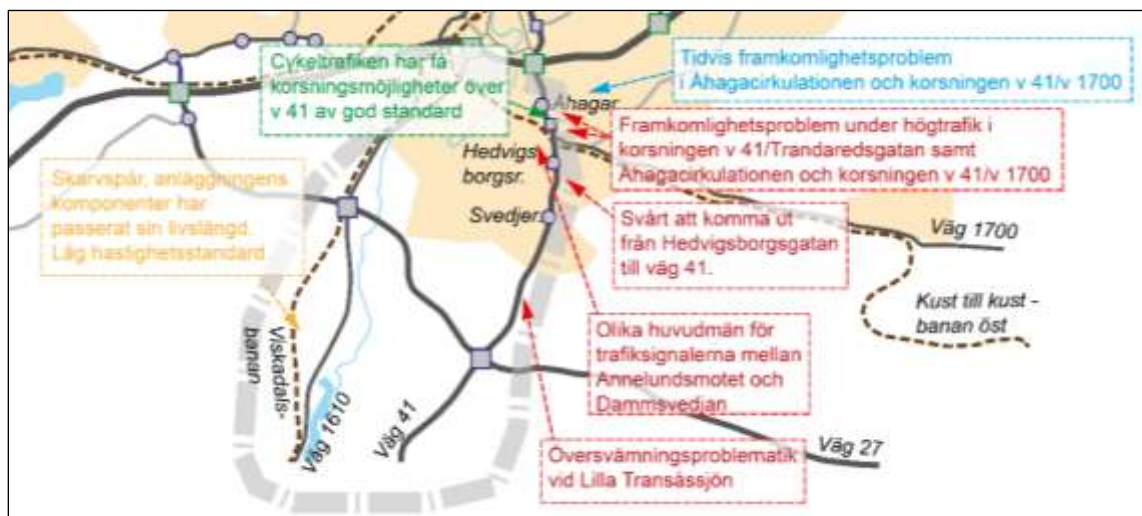 Cykeltrafiken har få
korsningsmöjligheter över
v 41 av god standard
Tidvis framkomlighetsproblem
i Åhagacirkulationen och korsningen v 41/v 1700
Åhagar.
Framkomlighetsproblem under högtrafik i
korsningen v 41/Trandaredsgatan samt
Åhagacirkulationen och korsningen v 41/v 1700
Hedvigs
borgsr.
Skarvspår, anläggningens
komponenter har
passerat sin livslängd.
Låg hastighetsstandard
Svedjer.
Svårt att komma ut
från Hedvigsborgsgatan
till väg 41.
Väg 1700
Kust till kust -
banan öst
Olika huvudmän för
trafiksignalerna mellan
Annelundsmotet och
Dammsvedjan
Viskadals-
banan
Väg 1610
Väg 41
Väg 27
Översvämningsproblematik
vid Lilla Transåssjön